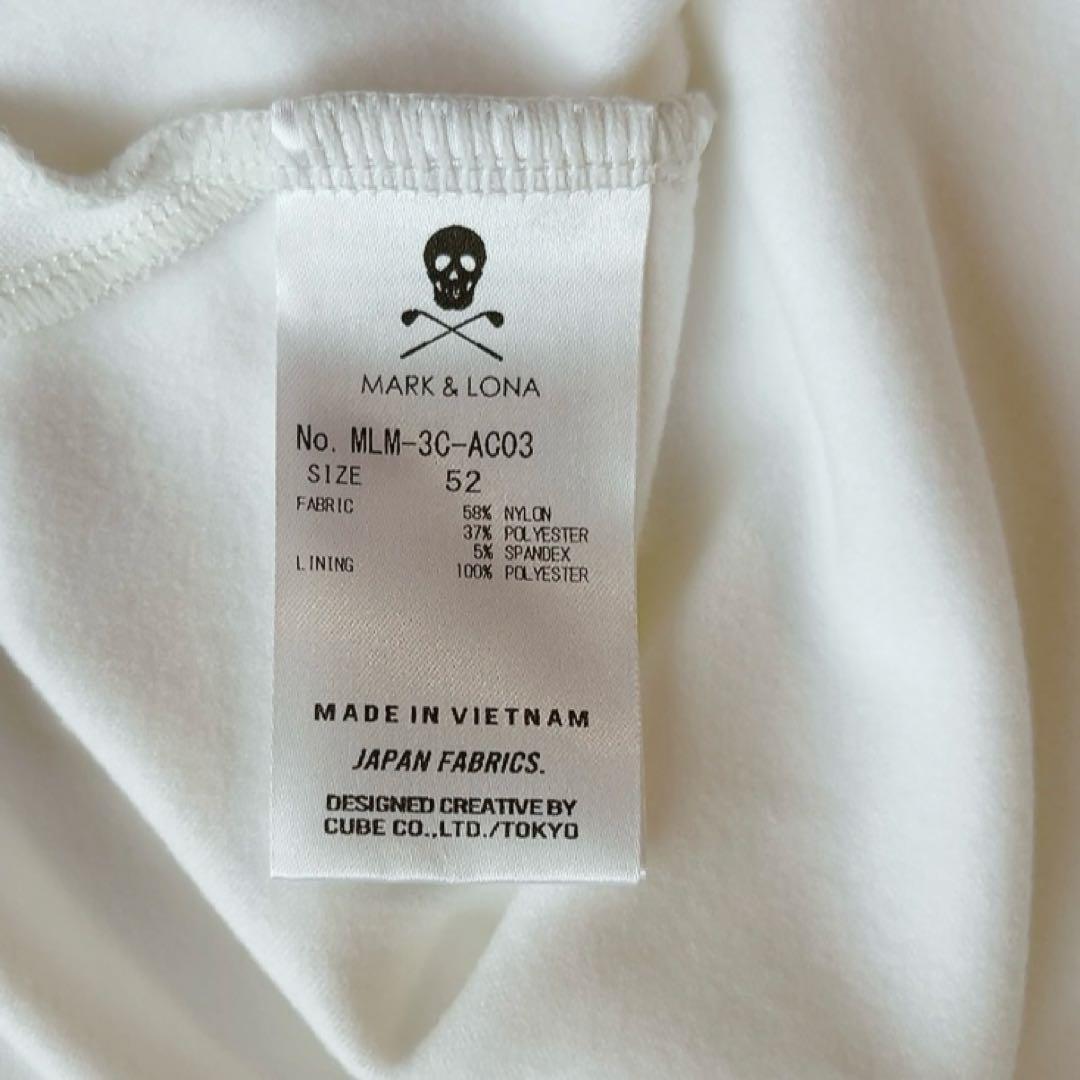 MARK & LONA
No. MLM-3C-AC03
SIZE 52
FABRIC 58% NYLON
37% POLYESTER
5% SPANDEX
LINING 100% POLYESTER
MADE IN VIETNAM
JAPAN FABRICS.
DESIGNED CREATIVE BY
CUBE CO.,LTD./TOKYO